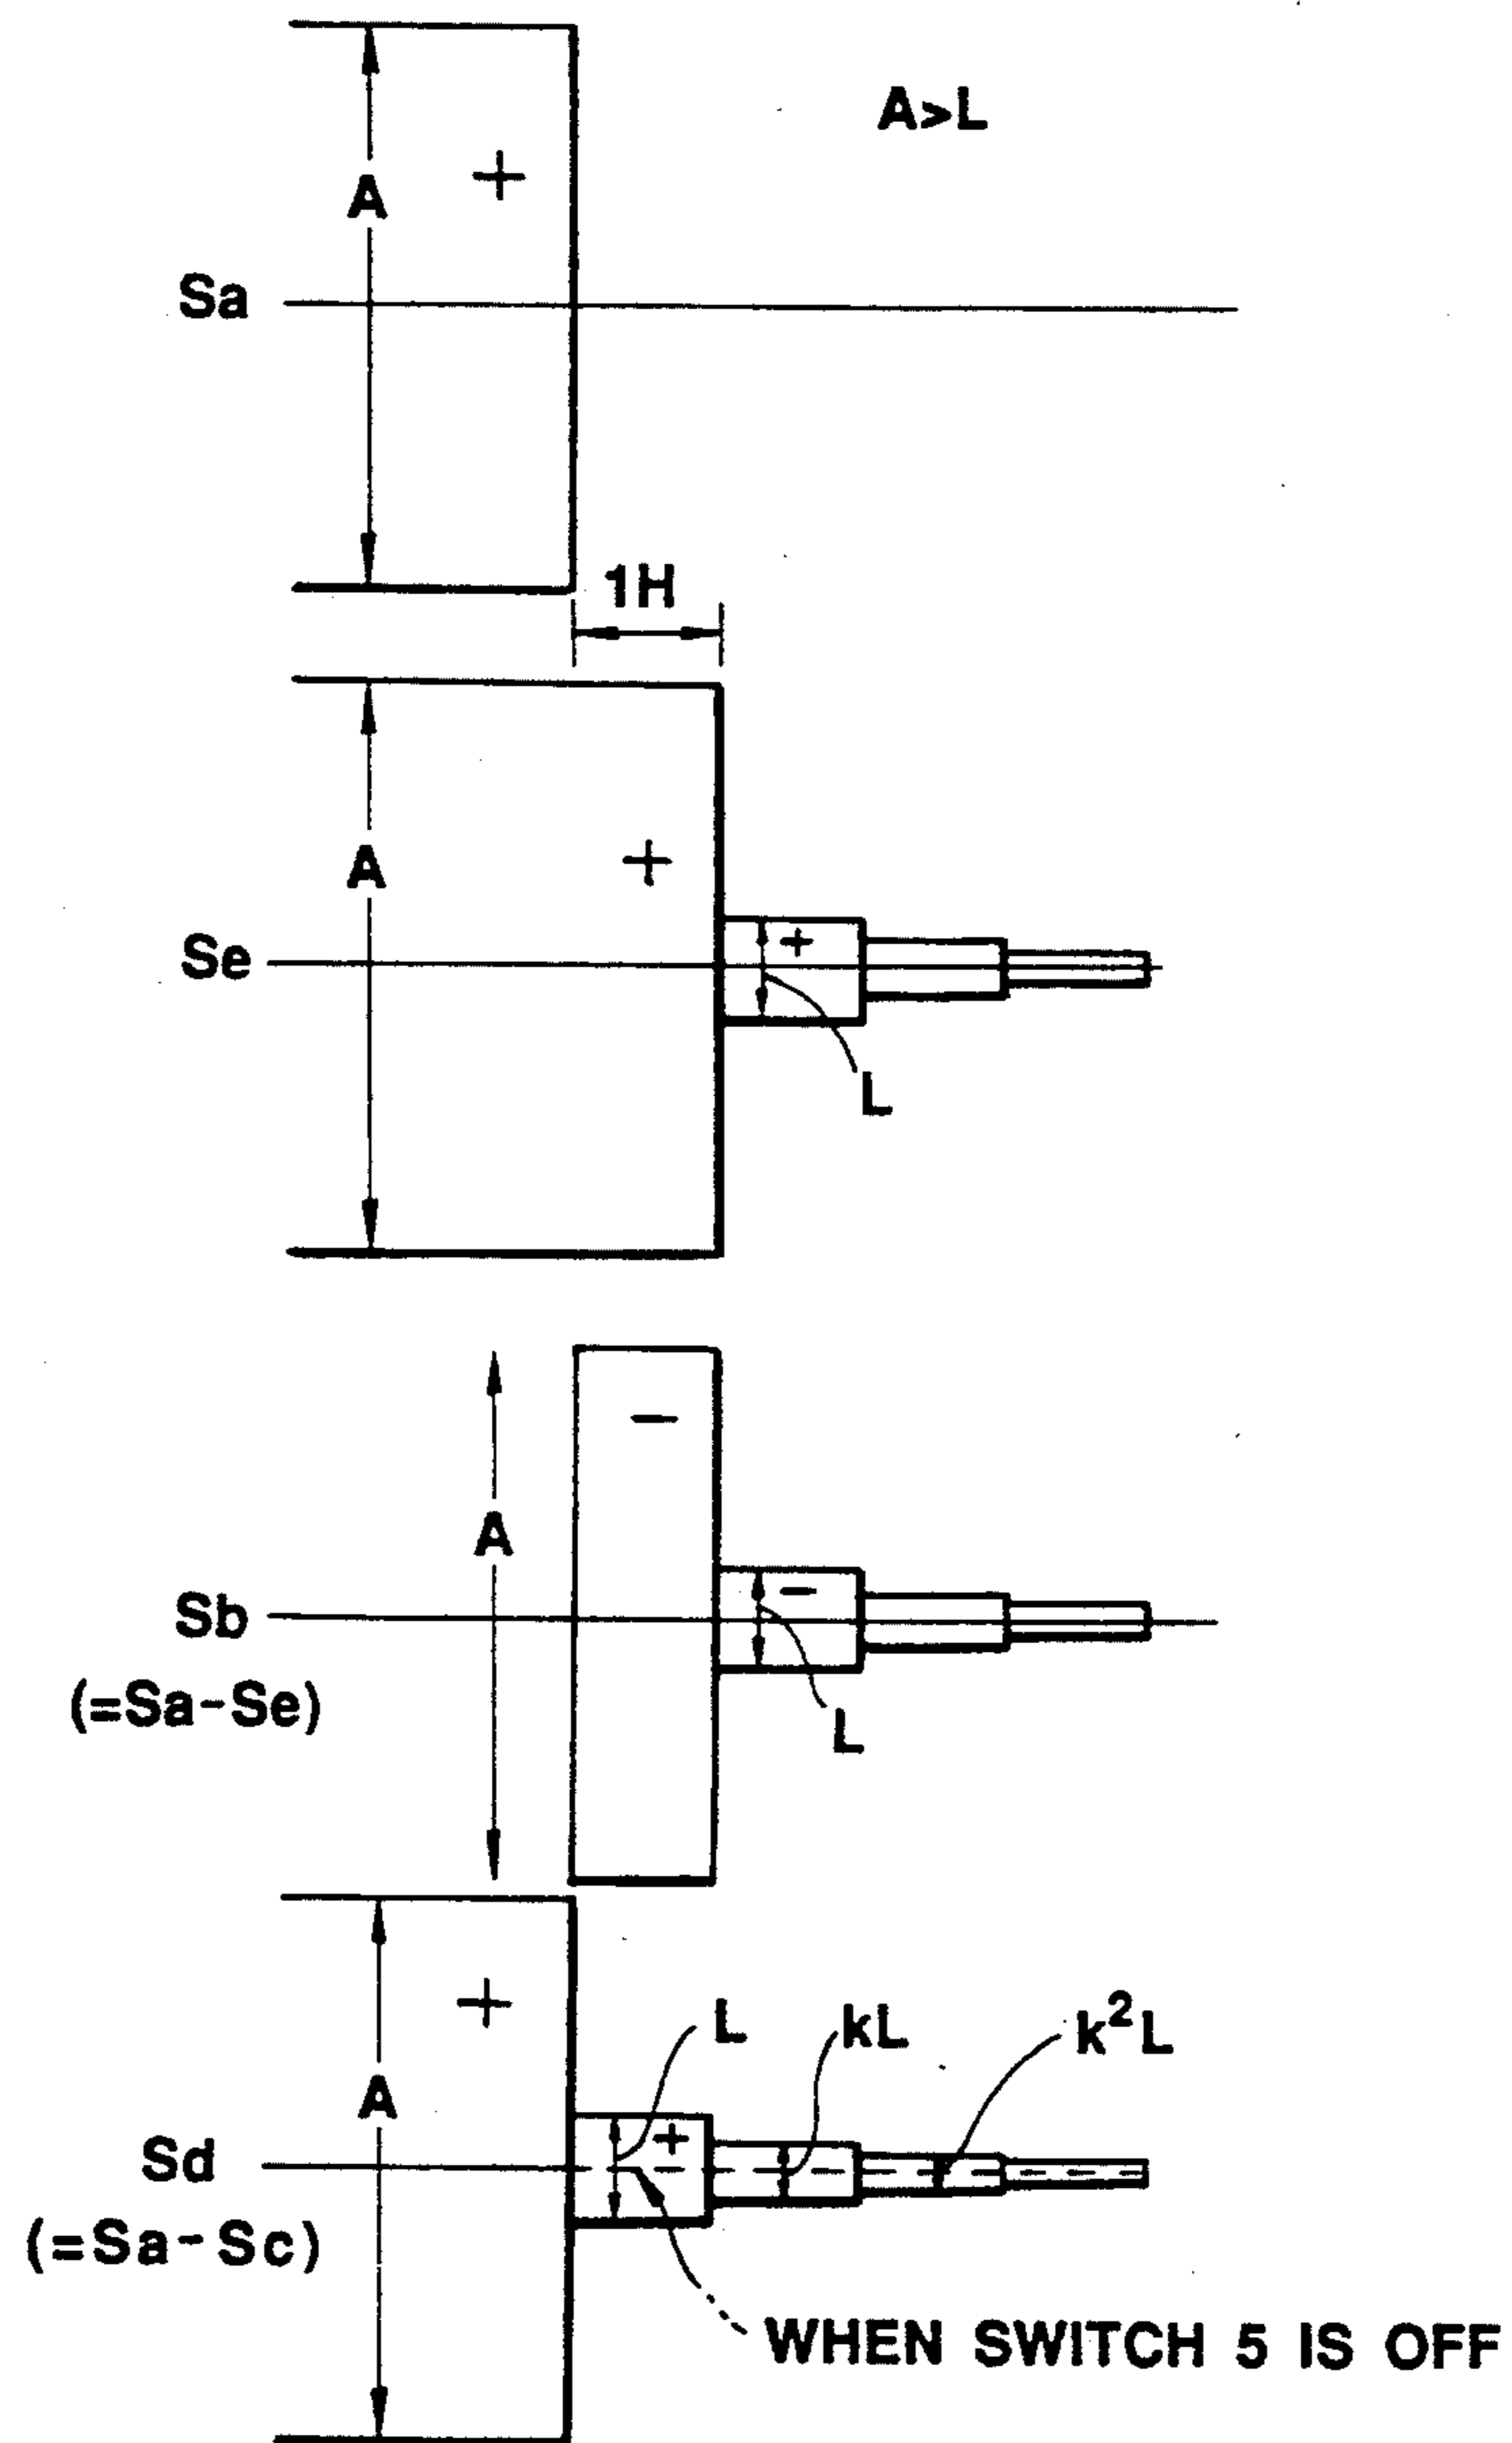 A>L
+
A
Sa
1H
+
A
+
Se
L
−
A
−
Sb
(=Sa-Se)
L
+
L
kL
k²L
A
+
Sd
(=Sa-Sc)
WHEN SWITCH 5 IS OFF